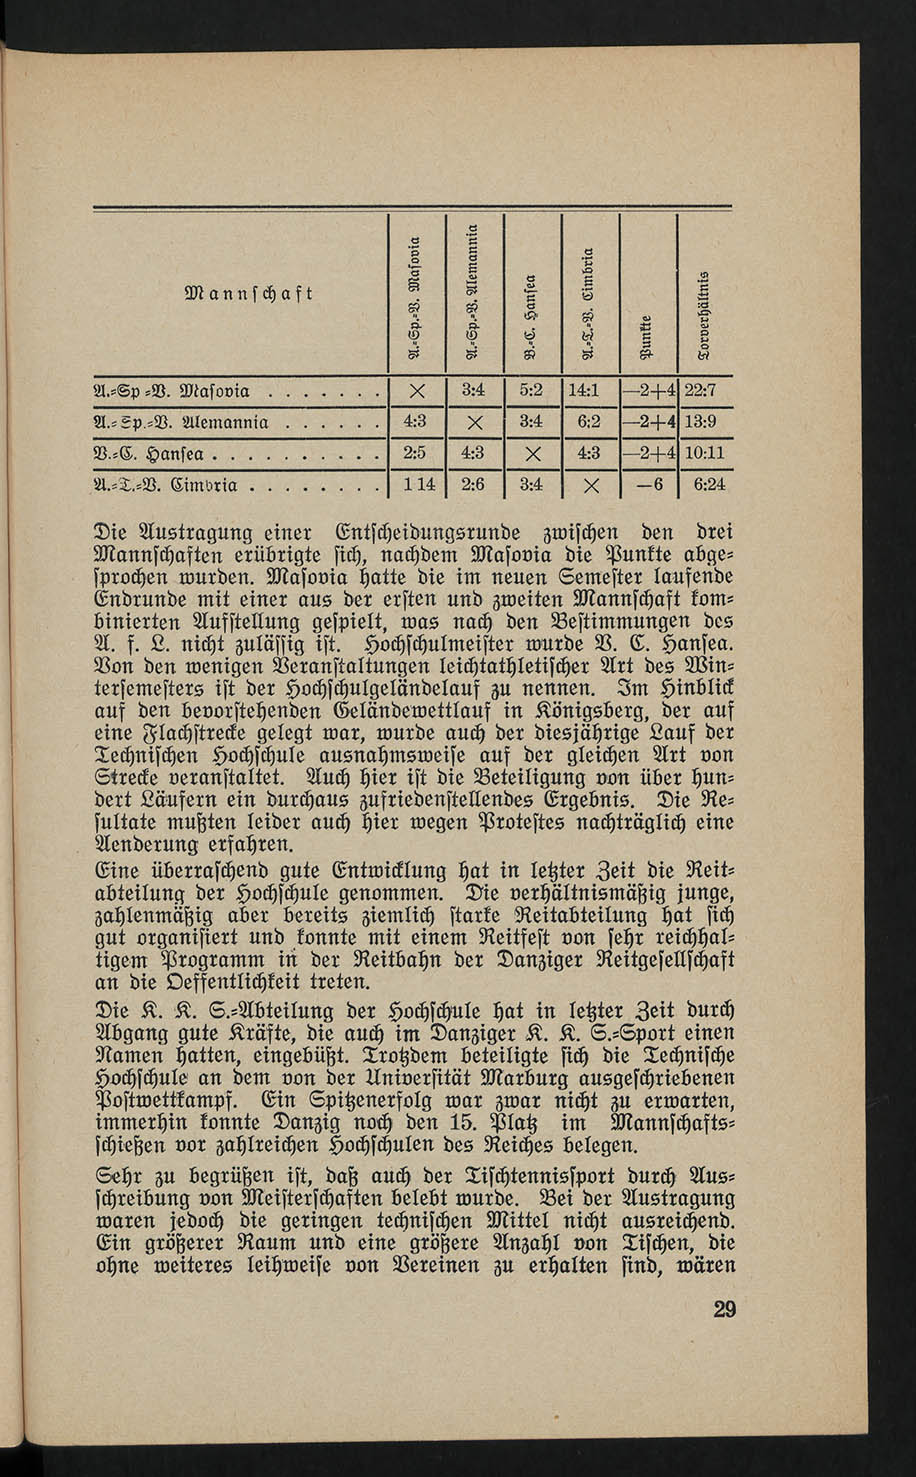 Mannschaft A.=Sp.=V. Masovia A.=Sp.=V. Alemannia V.=C. Hansea A.=T.=V. Cimbria Punkte Torverhältnis
A.=Sp=V. Masovia . . . . . . . × 3:4 5:2 14:1 —2+4 22:7
A.=Sp.=V. Alemannia . . . . . . 4:3 × 3:4 6:2 —2+4 13:9
V.=C. Hansea . . . . . . . . . . 2:5 4:3 × 4:3 —2+4 10:11
A.=T.=V. Cimbria . . . . . . . . 1 14 2:6 3:4 × —6 6:24
Die Austragung einer Entscheidungsrunde zwischen den drei
Mannschaften erübrigte sich, nachdem Masovia die Punkte abge=
sprochen wurden. Masovia hatte die im neuen Semester laufende
Endrunde mit einer aus der ersten und zweiten Mannschaft kom=
binierten Aufstellung gespielt, was nach den Bestimmungen des
A. f. L. nicht zulässig ist. Hochschulmeister wurde V. C. Hansea.
Von den wenigen Veranstaltungen leichtathletischer Art des Win=
tersemesters ist der Hochschulgeländelauf zu nennen. Im Hinblick
auf den bevorstehenden Geländewettlauf in Königsberg, der auf
eine Flachstrecke gelegt war, wurde auch der diesjährige Lauf der
Technischen Hochschule ausnahmsweise auf der gleichen Art von
Strecke veranstaltet. Auch hier ist die Beteiligung von über hun=
dert Läufern ein durchaus zufriedenstellendes Ergebnis. Die Re=
sultate mußten leider auch hier wegen Protestes nachträglich eine
Aenderung erfahren.
Eine überraschend gute Entwicklung hat in letzter Zeit die Reit=
abteilung der Hochschule genommen. Die verhältnismäßig junge,
zahlenmäßig aber bereits ziemlich starke Reitabteilung hat sich
gut organisiert und konnte mit einem Reitfest von sehr reichhal=
tigem Programm in der Reitbahn der Danziger Reitgesellschaft
an die Oeffentlichkeit treten.
Die K. K. S.=Abteilung der Hochschule hat in letzter Zeit durch
Abgang gute Kräfte, die auch im Danziger K. K. S.=Sport einen
Namen hatten, eingebüßt. Trotzdem beteiligte sich die Technische
Hochschule an dem von der Universität Marburg ausgeschriebenen
Postwettkampf. Ein Spitzenerfolg war zwar nicht zu erwarten,
immerhin konnte Danzig noch den 15. Platz im Mannschafts=
schießen vor zahlreichen Hochschulen des Reiches belegen.
Sehr zu begrüßen ist, daß auch der Tischtennissport durch Aus=
schreibung von Meisterschaften belebt wurde. Bei der Austragung
waren jedoch die geringen technischen Mittel nicht ausreichend.
Ein größerer Raum und eine größere Anzahl von Tischen, die
ohne weiteres leihweise von Vereinen zu erhalten sind, wären
29